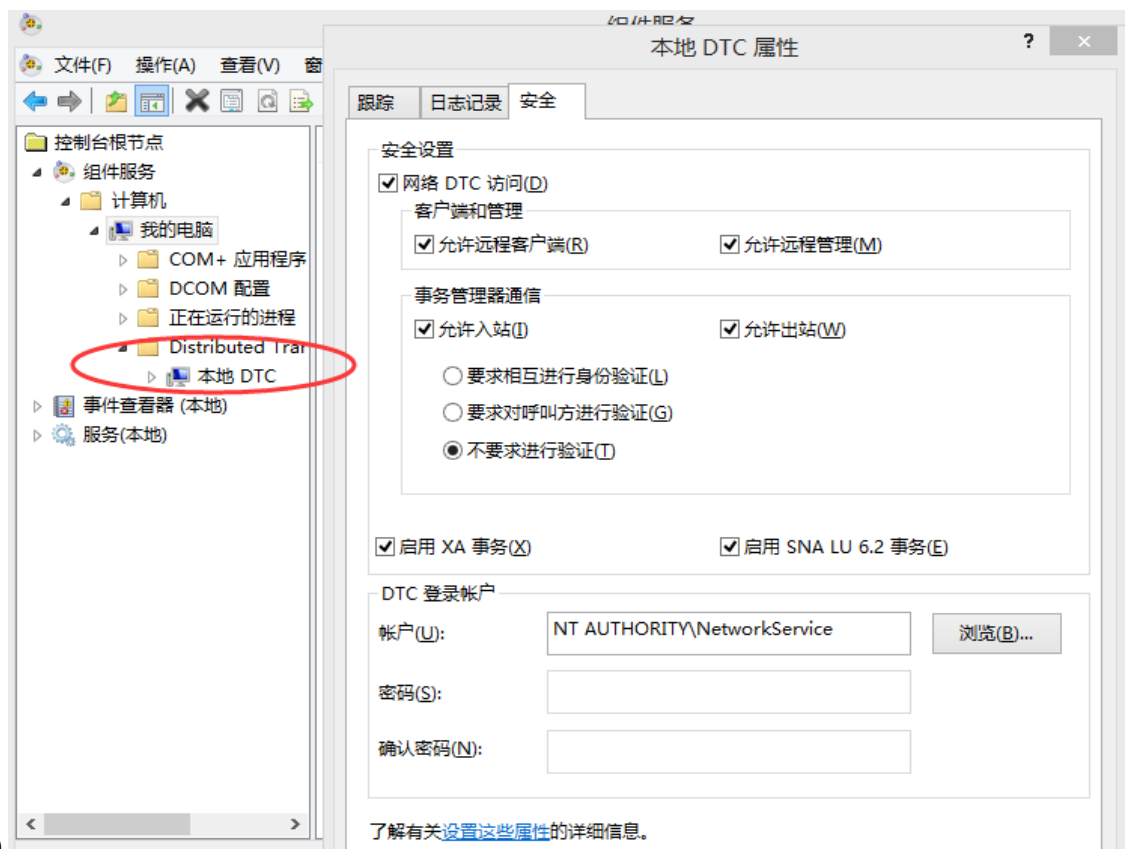 组件服务
文件(F) 操作(A) 查看(V) 窗
本地 DTC 属性
?
控制台根节点
组件服务
计算机
我的电脑
COM+ 应用程序
DCOM 配置
正在运行的进程
Distributed Tran
本地 DTC
事件查看器 (本地)
服务(本地)
跟踪 日志记录 安全
安全设置
网络 DTC 访问(D)
客户端和管理
允许远程客户端(R) 允许远程管理(M)
事务管理器通信
允许入站(I) 允许出站(W)
要求相互进行身份验证(L)
要求对呼叫方进行验证(G)
不要求进行验证(T)
启用 XA 事务(X) 启用 SNA LU 6.2 事务(E)
DTC 登录帐户
帐户(U): NT AUTHORITY\NetworkService 浏览(B)...
密码(S):
确认密码(N):
了解有关设置这些属性的详细信息。